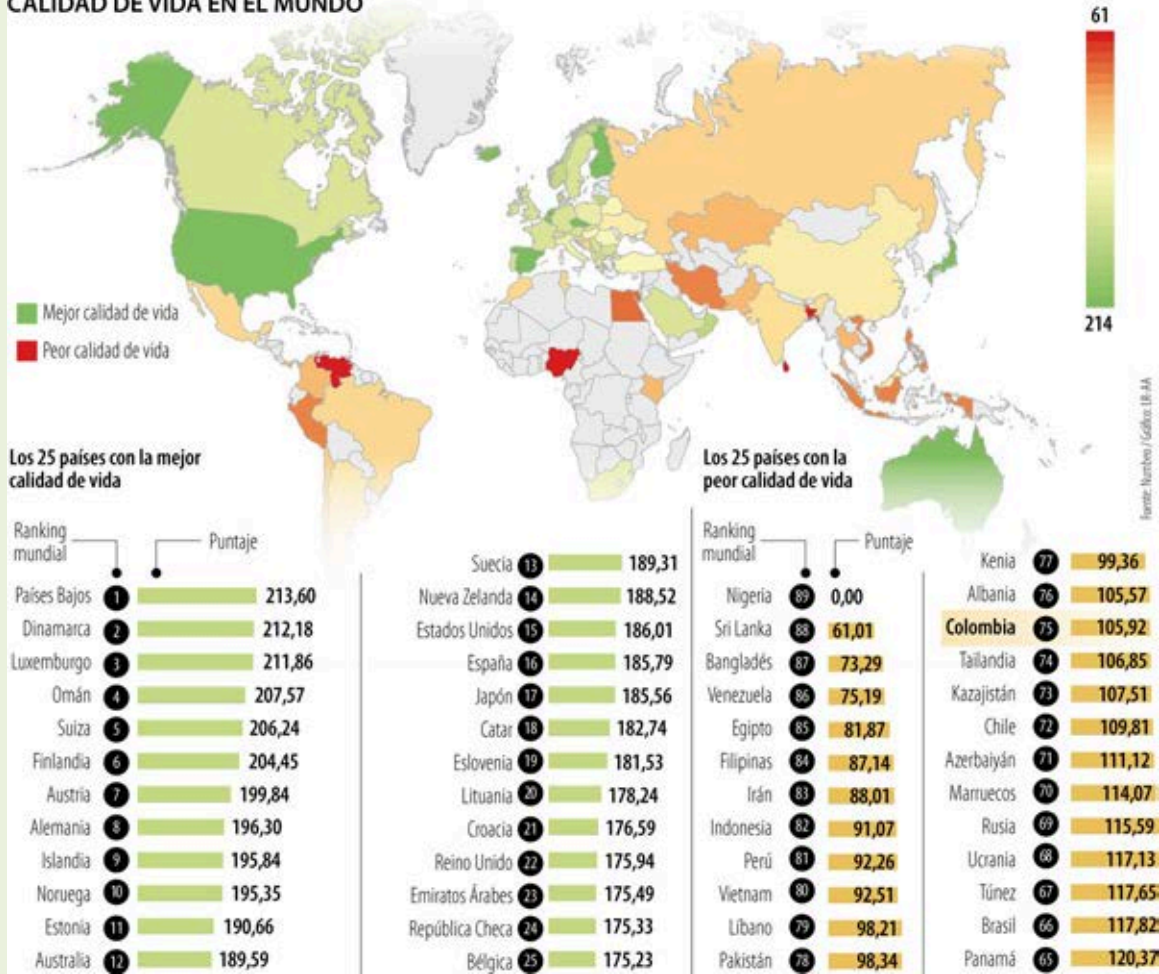 CALIDAD DE VIDA EN EL MUNDO
61
214
Mejor calidad de vida
Peor calidad de vida
Fuente: Numbeo / Gráfico: LR-AA
Los 25 países con la mejor
calidad de vida
Ranking
mundial
Puntaje
Países Bajos 1 213,60
Dinamarca 2 212,18
Luxemburgo 3 211,86
Omán 4 207,57
Suiza 5 206,24
Finlandia 6 204,45
Austria 7 199,84
Alemania 8 196,30
Islandia 9 195,84
Noruega 10 195,35
Estonia 11 190,66
Australia 12 189,59
Suecia 13 189,31
Nueva Zelanda 14 188,52
Estados Unidos 15 186,01
España 16 185,79
Japón 17 185,56
Catar 18 182,74
Eslovenia 19 181,53
Lituania 20 178,24
Croacia 21 176,59
Reino Unido 22 175,94
Emiratos Árabes 23 175,49
República Checa 24 175,33
Bélgica 25 175,23
Los 25 países con la
peor calidad de vida
Ranking
mundial
Puntaje
Nigeria 89 0,00
Sri Lanka 88 61,01
Bangladés 87 73,29
Venezuela 86 75,19
Egipto 85 81,87
Filipinas 84 87,14
Irán 83 88,01
Indonesia 82 91,07
Perú 81 92,26
Vietnam 80 92,51
Líbano 79 98,21
Pakistán 78 98,34
Kenia 77 99,36
Albania 76 105,57
Colombia 75 105,92
Tailandia 74 106,85
Kazajistán 73 107,51
Chile 72 109,81
Azerbaiyán 71 111,12
Marruecos 70 114,07
Rusia 69 115,59
Ucrania 68 117,13
Túnez 67 117,65
Brasil 66 117,82
Panamá 65 120,37